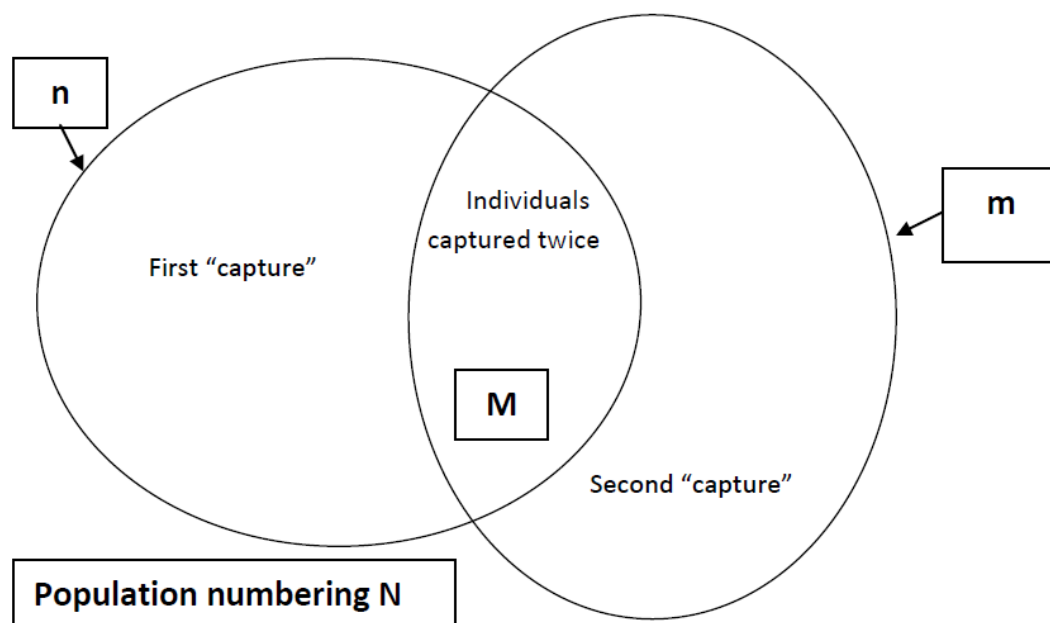 n
m
Individuals
captured twice
First “capture”
M
Second “capture”
Population numbering N